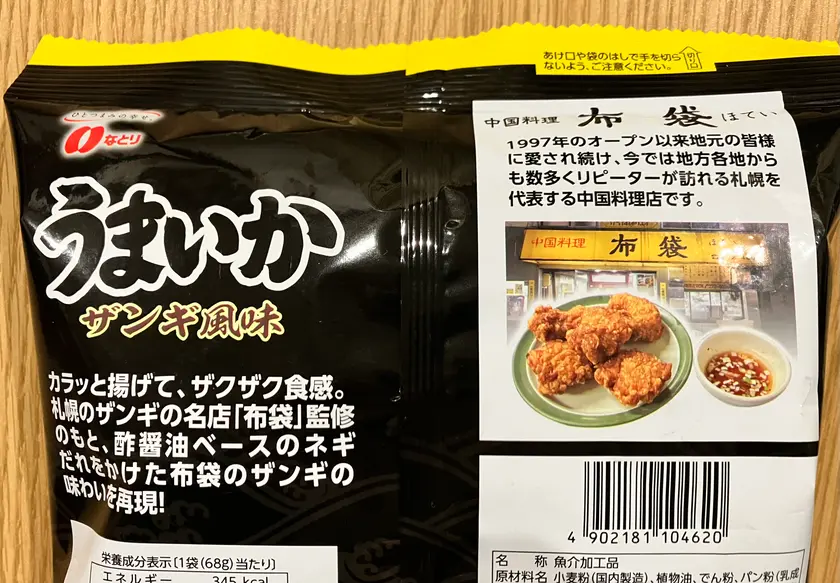 ひとつまみの幸せ。
なとり
うまいか
ザンギ風味
カラッと揚げて、ザクザク食感。
札幌のザンギの名店「布袋」監修
のもと、酢醤油ベースのネギ
だれをかけた布袋のザンギの
味わいを再現!
栄養成分表示〔1袋(68g)当たり〕
エネルギー 345 kcal
あけ口や袋のはしで手を切ら
ないよう、ご注意ください。
切り口
中国料理 布袋 ほてい
1997年のオープン以来地元の皆様
に愛され続け、今では地方各地から
も数多くリピーターが訪れる札幌を
代表する中国料理店です。
中国料理 布袋 ほてい
4 902181 104620
名 称 魚介加工品
原材料名 小麦粉(国内製造)、植物油、でん粉、パン粉(乳成